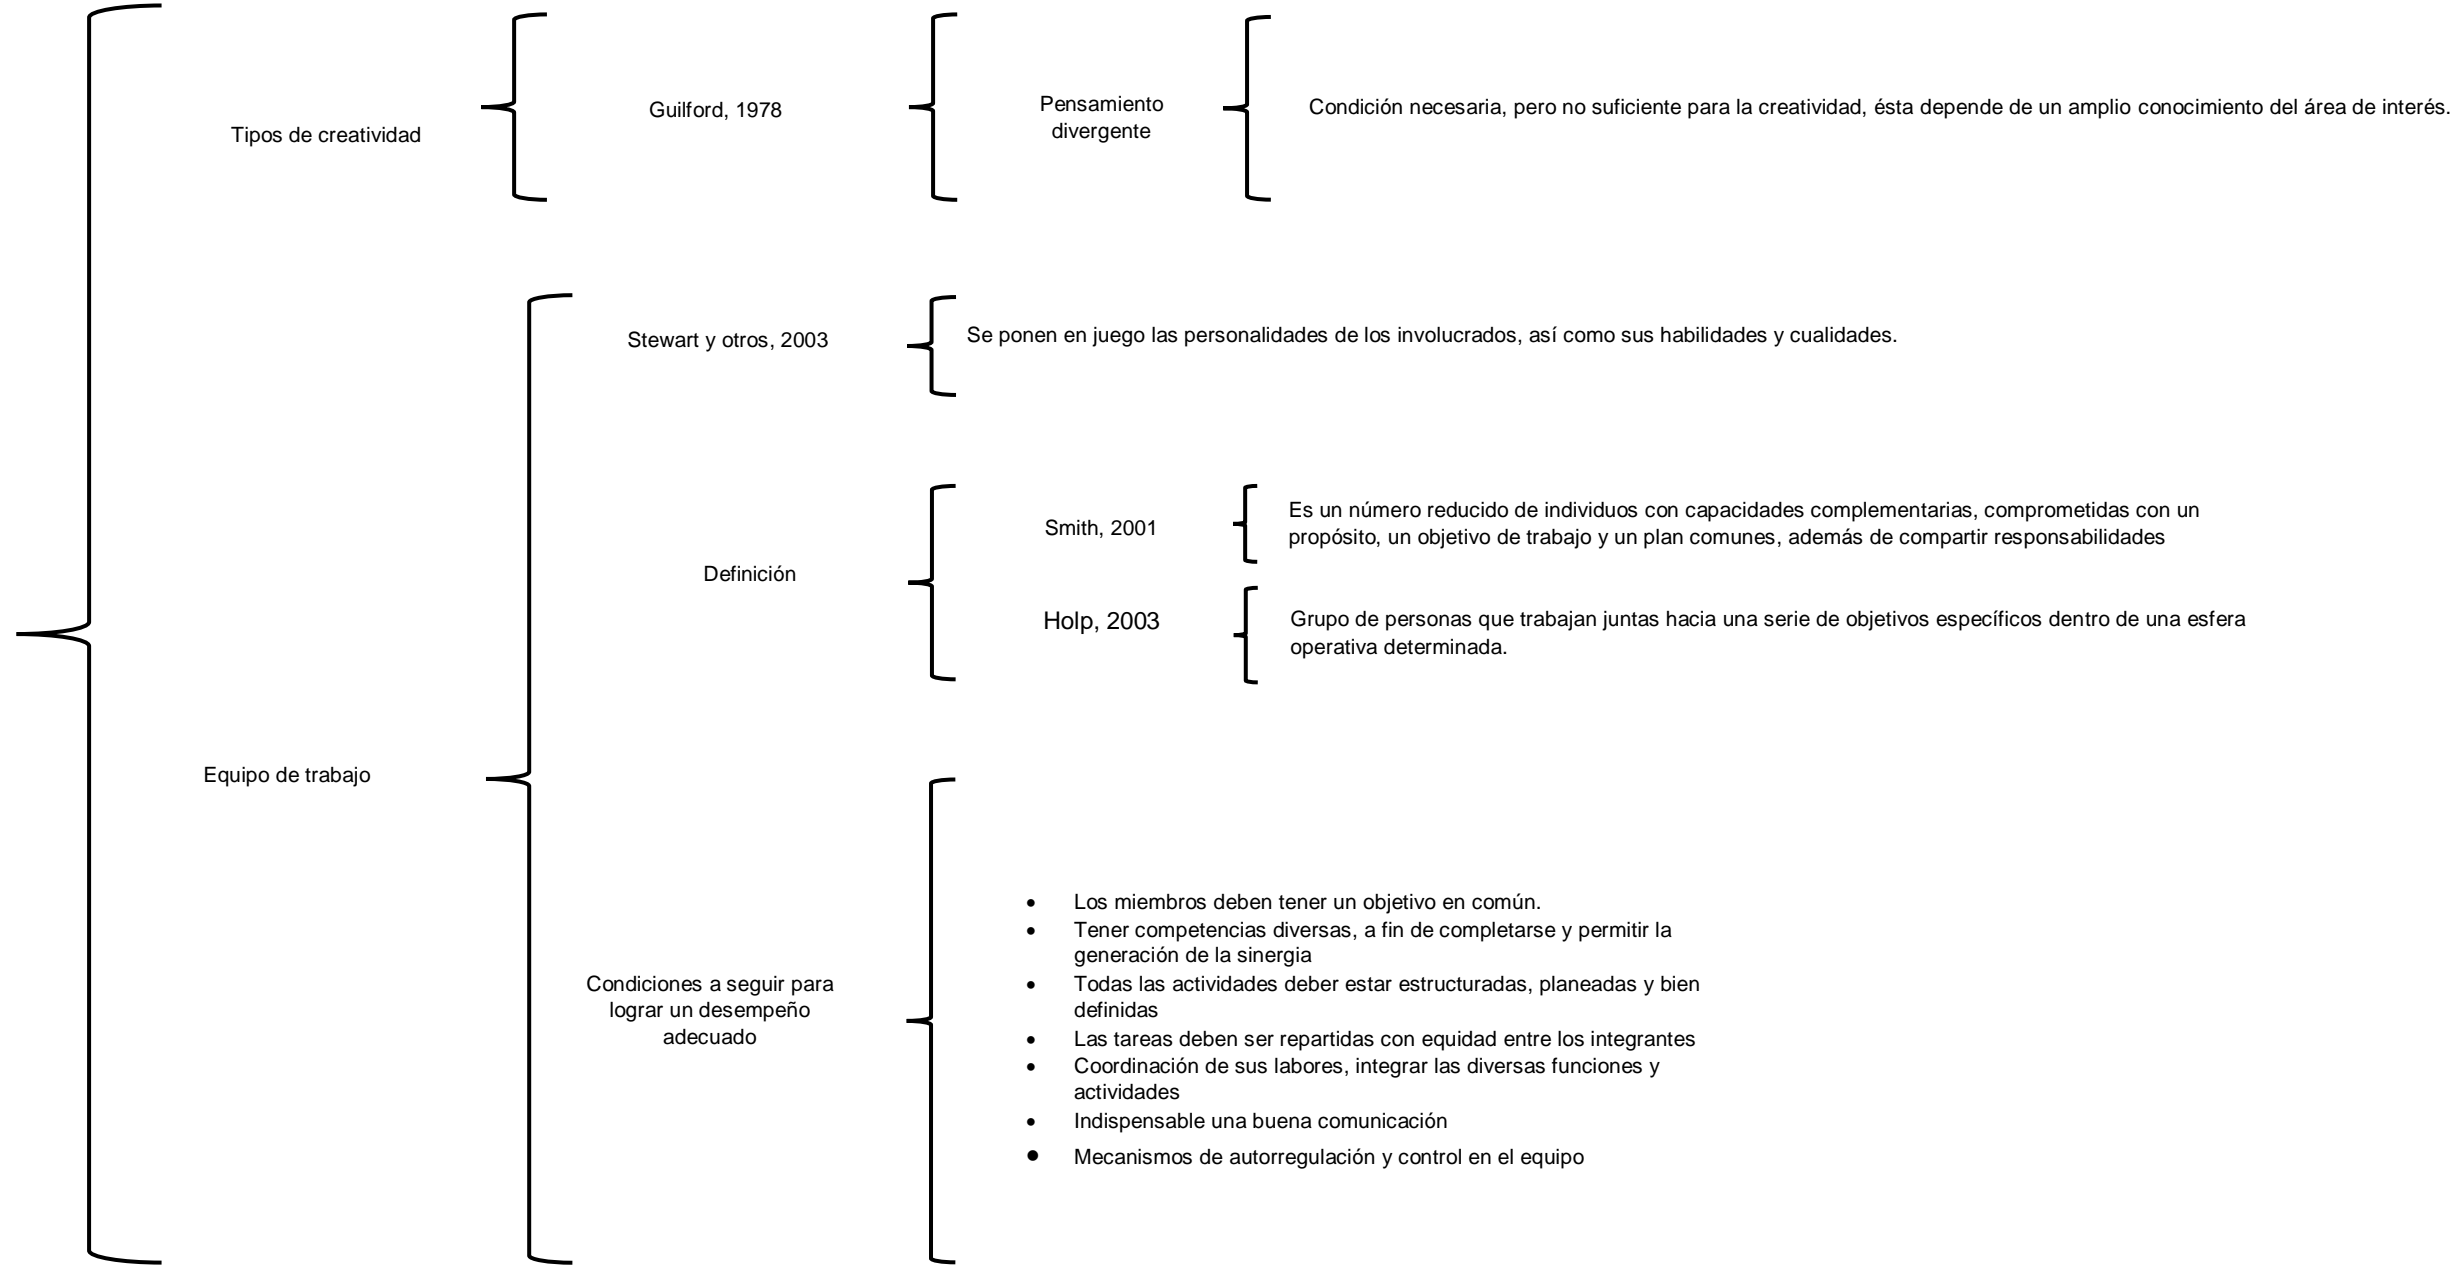 Tipos de creatividad
Guilford, 1978
Pensamiento
divergente
Condición necesaria, pero no suficiente para la creatividad, ésta depende de un amplio conocimiento del área de interés.
Equipo de trabajo
Stewart y otros, 2003
Se ponen en juego las personalidades de los involucrados, así como sus habilidades y cualidades.
Definición
Smith, 2001
Es un número reducido de individuos con capacidades complementarias, comprometidas con un
propósito, un objetivo de trabajo y un plan comunes, además de compartir responsabilidades
Holp, 2003
Grupo de personas que trabajan juntas hacia una serie de objetivos específicos dentro de una esfera
operativa determinada.
Condiciones a seguir para
lograr un desempeño
adecuado
• Los miembros deben tener un objetivo en común.
• Tener competencias diversas, a fin de completarse y permitir la
generación de la sinergia
• Todas las actividades deber estar estructuradas, planeadas y bien
definidas
• Las tareas deben ser repartidas con equidad entre los integrantes
• Coordinación de sus labores, integrar las diversas funciones y
actividades
• Indispensable una buena comunicación
• Mecanismos de autorregulación y control en el equipo